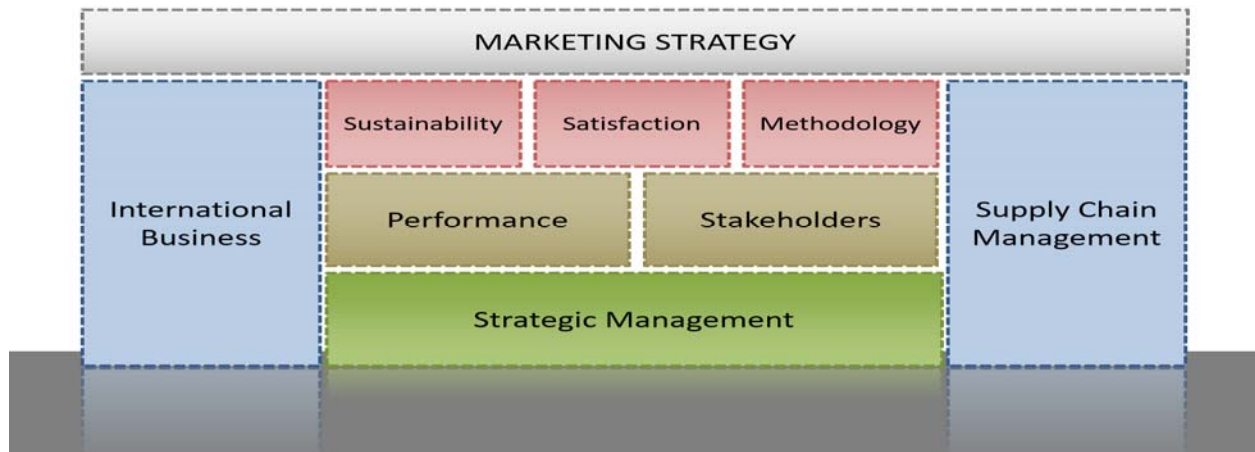 MARKETING STRATEGY
Sustainability
Satisfaction
Methodology
International
Business
Performance
Stakeholders
Supply Chain
Management
Strategic Management